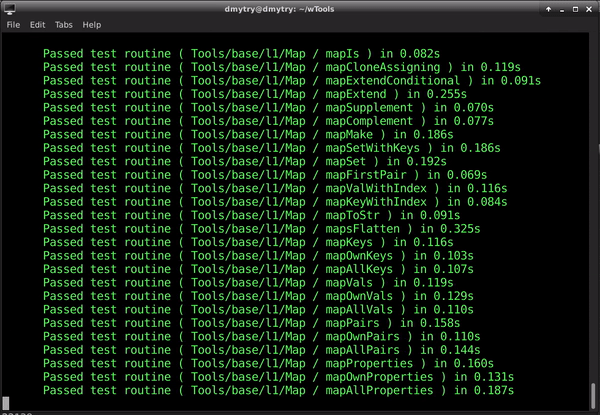 dmytry@dmytry: ~/wTools
File Edit Tabs Help
Passed test routine ( Tools/base/l1/Map / mapIs ) in 0.082s
Passed test routine ( Tools/base/l1/Map / mapCloneAssigning ) in 0.119s
Passed test routine ( Tools/base/l1/Map / mapExtendConditional ) in 0.091s
Passed test routine ( Tools/base/l1/Map / mapExtend ) in 0.255s
Passed test routine ( Tools/base/l1/Map / mapSupplement ) in 0.070s
Passed test routine ( Tools/base/l1/Map / mapComplement ) in 0.077s
Passed test routine ( Tools/base/l1/Map / mapMake ) in 0.186s
Passed test routine ( Tools/base/l1/Map / mapSetWithKeys ) in 0.186s
Passed test routine ( Tools/base/l1/Map / mapSet ) in 0.192s
Passed test routine ( Tools/base/l1/Map / mapFirstPair ) in 0.069s
Passed test routine ( Tools/base/l1/Map / mapValWithIndex ) in 0.116s
Passed test routine ( Tools/base/l1/Map / mapKeyWithIndex ) in 0.084s
Passed test routine ( Tools/base/l1/Map / mapToStr ) in 0.091s
Passed test routine ( Tools/base/l1/Map / mapsFlatten ) in 0.325s
Passed test routine ( Tools/base/l1/Map / mapKeys ) in 0.116s
Passed test routine ( Tools/base/l1/Map / mapOwnKeys ) in 0.103s
Passed test routine ( Tools/base/l1/Map / mapAllKeys ) in 0.107s
Passed test routine ( Tools/base/l1/Map / mapVals ) in 0.119s
Passed test routine ( Tools/base/l1/Map / mapOwnVals ) in 0.129s
Passed test routine ( Tools/base/l1/Map / mapAllVals ) in 0.110s
Passed test routine ( Tools/base/l1/Map / mapPairs ) in 0.158s
Passed test routine ( Tools/base/l1/Map / mapOwnPairs ) in 0.110s
Passed test routine ( Tools/base/l1/Map / mapAllPairs ) in 0.144s
Passed test routine ( Tools/base/l1/Map / mapProperties ) in 0.160s
Passed test routine ( Tools/base/l1/Map / mapOwnProperties ) in 0.131s
Passed test routine ( Tools/base/l1/Map / mapAllProperties ) in 0.187s